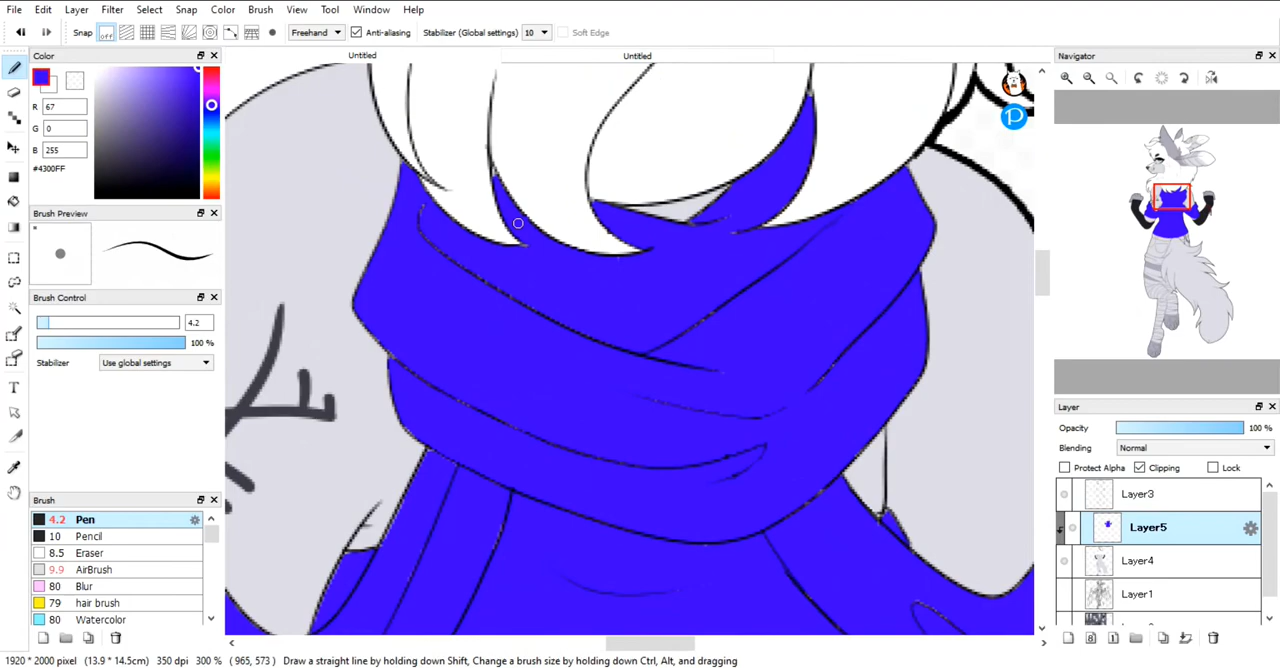 File Edit Layer Filter Select Snap Color Brush View Tool Window Help
Snap off Freehand Anti-aliasing Stabilizer (Global settings) 10 Soft Edge
Color
R 67
G 0
B 255
#4300FF
Brush Preview
Brush Control
4.2
100 %
Stabilizer Use global settings
Brush
4.2 Pen
10 Pencil
8.5 Eraser
9.9 AirBrush
80 Blur
79 hair brush
80 Watercolor
Untitled Untitled
P
Navigator
Layer
Opacity 100 %
Blending Normal
Protect Alpha Clipping Lock
Layer3
Layer5
Layer4
Layer1
1920 * 2000 pixel (13.9 * 14.5cm) 350 dpi 300 % ( 965, 573 ) Draw a straight line by holding down Shift, Change a brush size by holding down Ctrl, Alt, and dragging